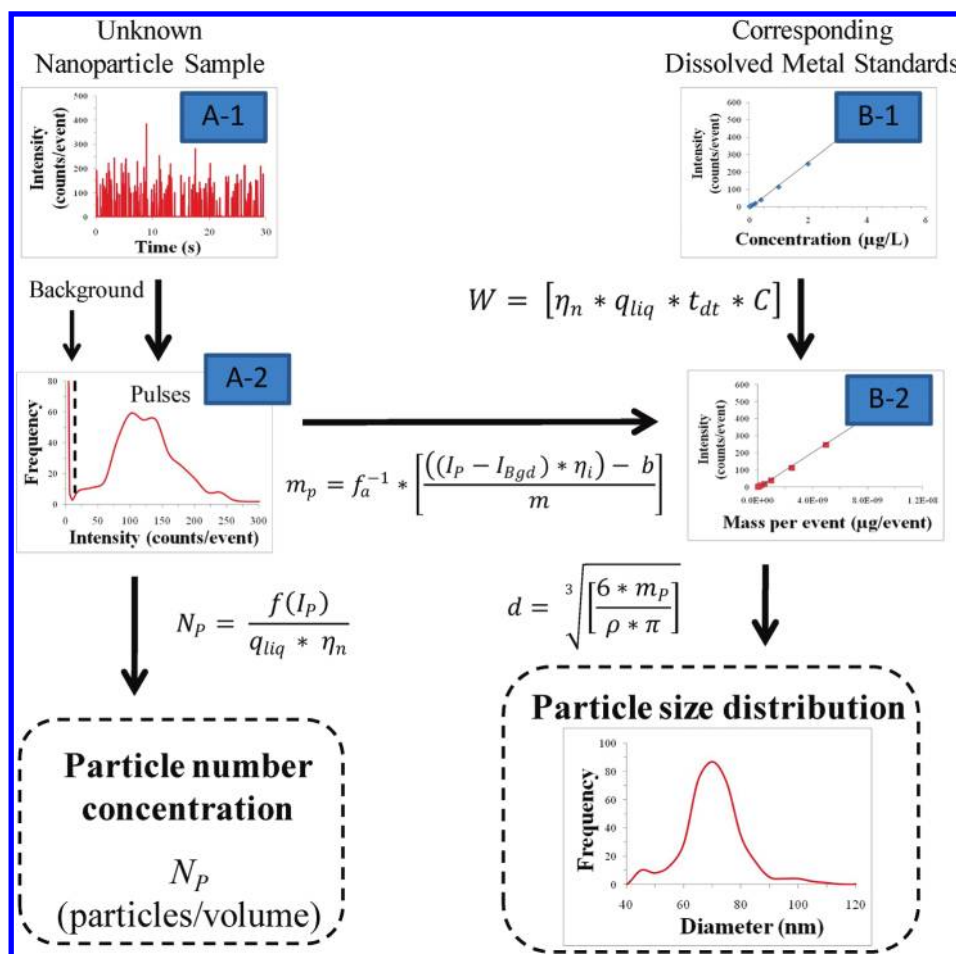 Unknown
Nanoparticle Sample
A-1
500
400
300
200
100
0
Intensity
(counts/event)
0 10 20 30
Time (s)
Corresponding
Dissolved Metal Standards
B-1
600
500
400
300
200
100
0
Intensity
(counts/event)
0 2 4 6
Concentration (µg/L)
Background
W = [η_n * q_liq * t_dt * C]
A-2
Pulses
80
60
40
20
0
Frequency
0 50 100 150 200 250 300
Intensity (counts/event)
m_p = f_a^-1 * [(((I_P − I_Bgd) * η_i) − b) / m]
B-2
600
500
400
300
200
100
0
Intensity
(counts/event)
0.0E+00 4.0E-09 8.0E-09 1.2E-08
Mass per event (µg/event)
N_P = f(I_P) / (q_liq * η_n)
d = ∛[(6 * m_P) / (ρ * π)]
Particle number
concentration
N_P
(particles/volume)
Particle size distribution
100
80
60
40
20
0
Frequency
40 60 80 100 120
Diameter (nm)